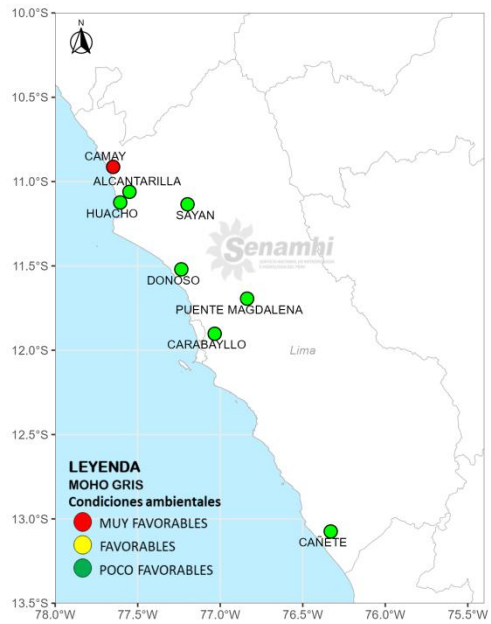 10.0°S
N
10.5°S
CAMAY
11.0°S
ALCANTARILLA
HUACHO
SAYAN
Senamhi
11.5°S
DONOSO
PUENTE MAGDALENA
CARABAYLLO
12.0°S
Lima
12.5°S
LEYENDA
MOHO GRIS
Condiciones ambientales
MUY FAVORABLES
FAVORABLES
POCO FAVORABLES
13.0°S
CAÑETE
13.5°S
78.0°W 77.5°W 77.0°W 76.5°W 76.0°W 75.5°W